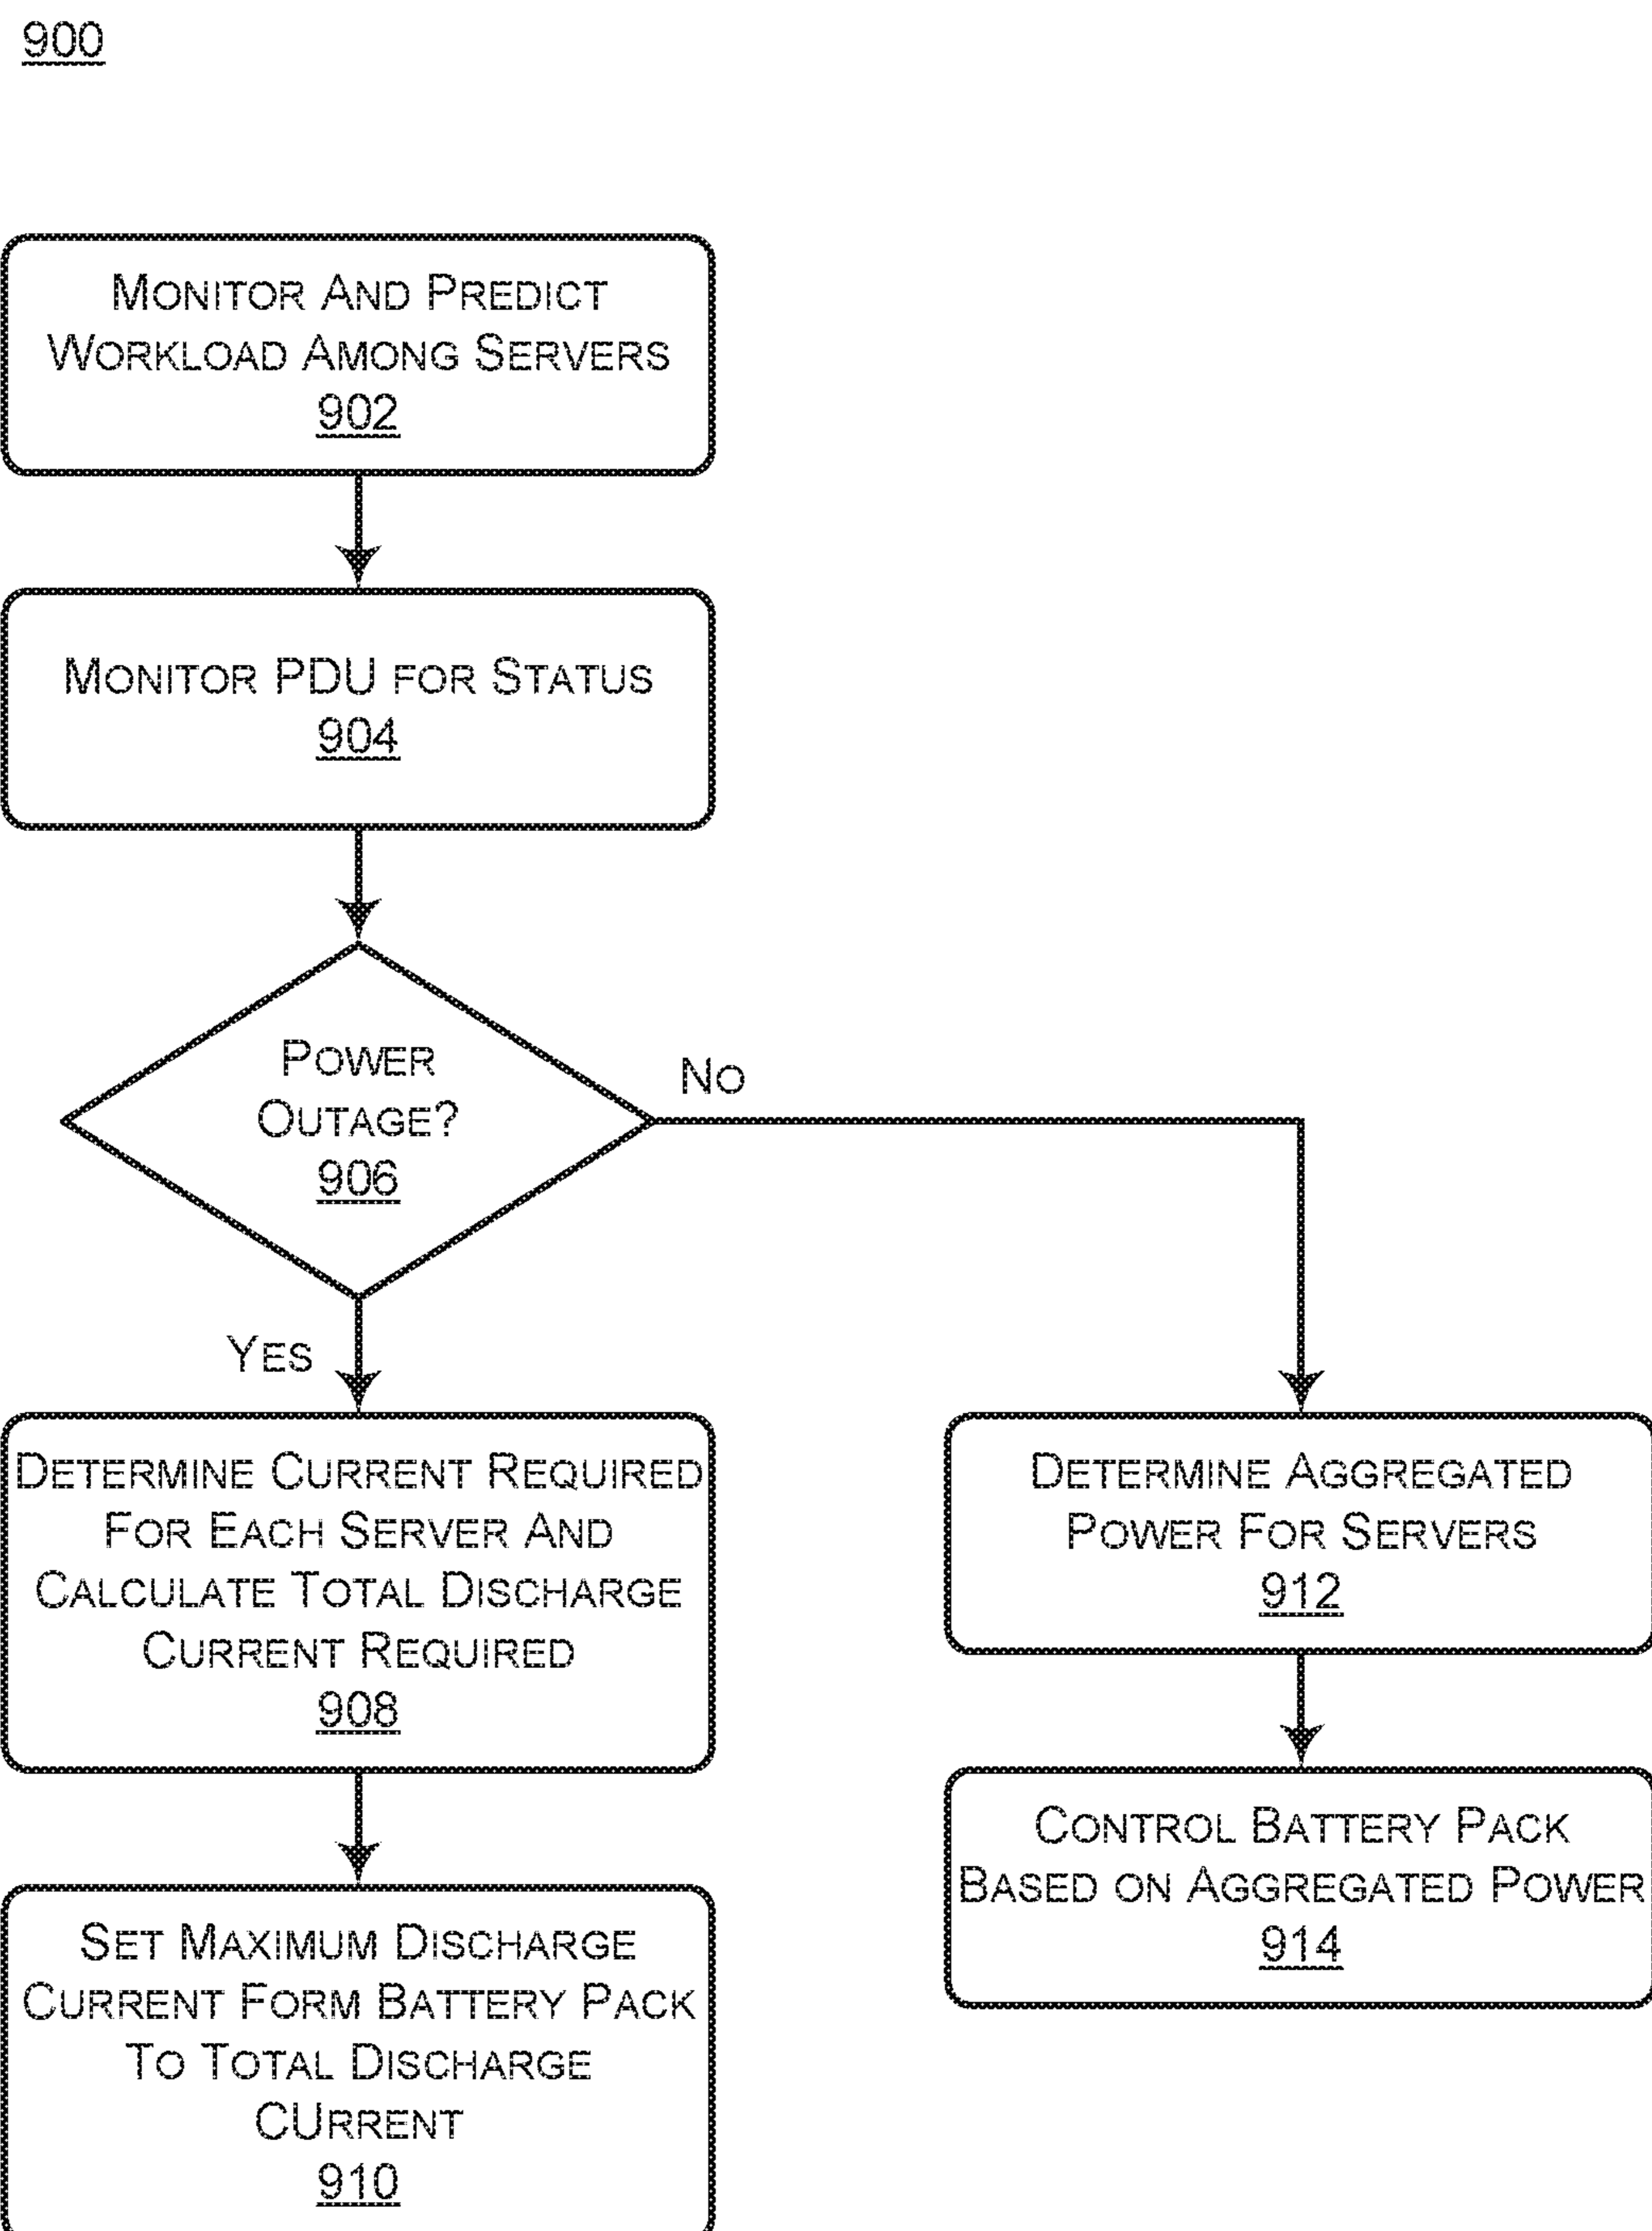 900
MONITOR AND PREDICT
WORKLOAD AMONG SERVERS
902
MONITOR PDU FOR STATUS
904
POWER
OUTAGE?
906
NO
YES
DETERMINE CURRENT REQUIRED
FOR EACH SERVER AND
CALCULATE TOTAL DISCHARGE
CURRENT REQUIRED
908
SET MAXIMUM DISCHARGE
CURRENT FORM BATTERY PACK
TO TOTAL DISCHARGE
CURRENT
910
DETERMINE AGGREGATED
POWER FOR SERVERS
912
CONTROL BATTERY PACK
BASED ON AGGREGATED POWER
914